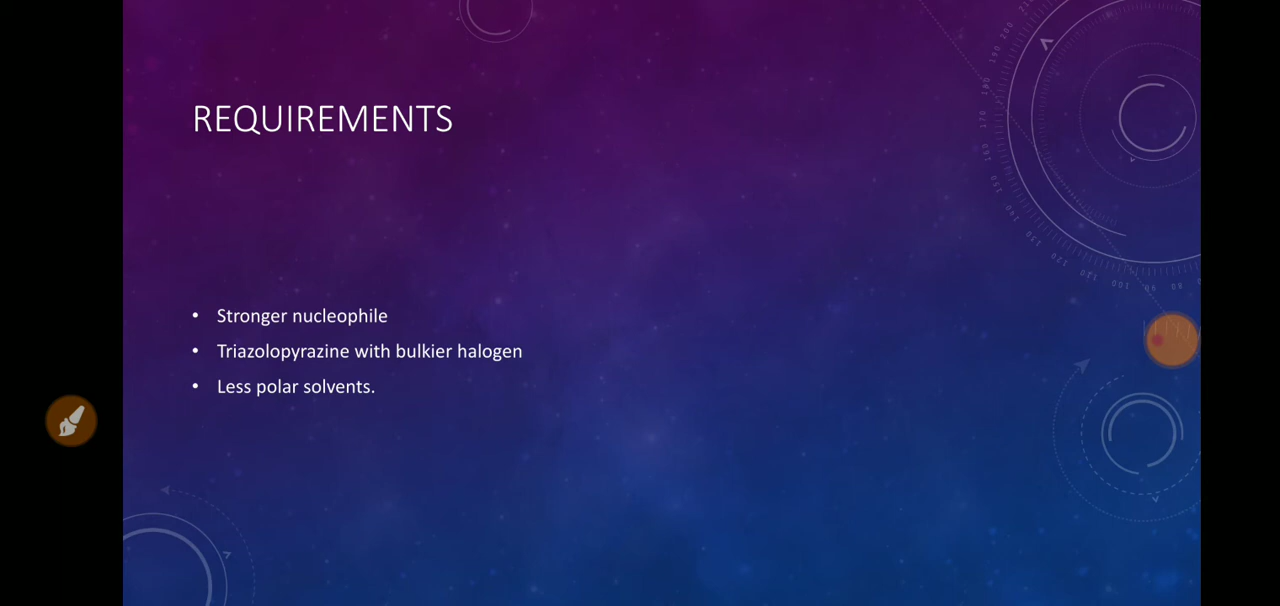 REQUIREMENTS
• Stronger nucleophile
• Triazolopyrazine with bulkier halogen
• Less polar solvents.